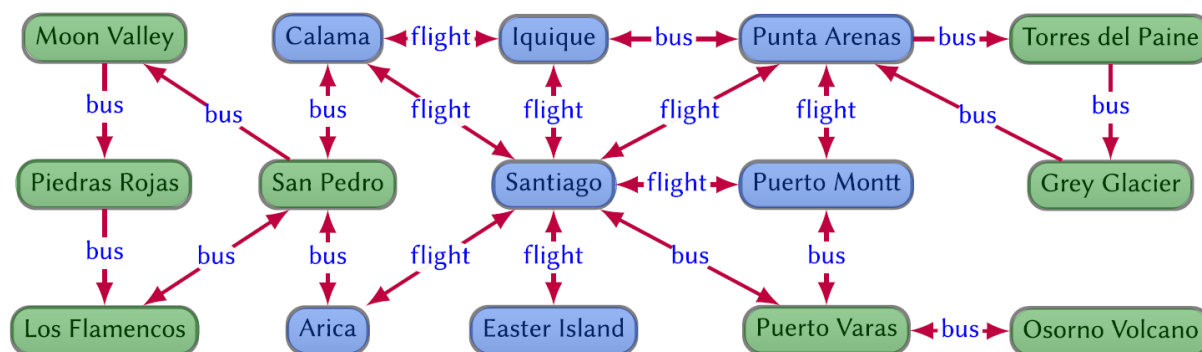 Moon Valley
Calama
flight
Iquique
bus
Punta Arenas
bus
Torres del Paine
bus
bus
bus
flight
flight
flight
flight
bus
bus
Piedras Rojas
San Pedro
Santiago
flight
Puerto Montt
Grey Glacier
bus
bus
bus
flight
flight
bus
bus
Los Flamencos
Arica
Easter Island
Puerto Varas
bus
Osorno Volcano